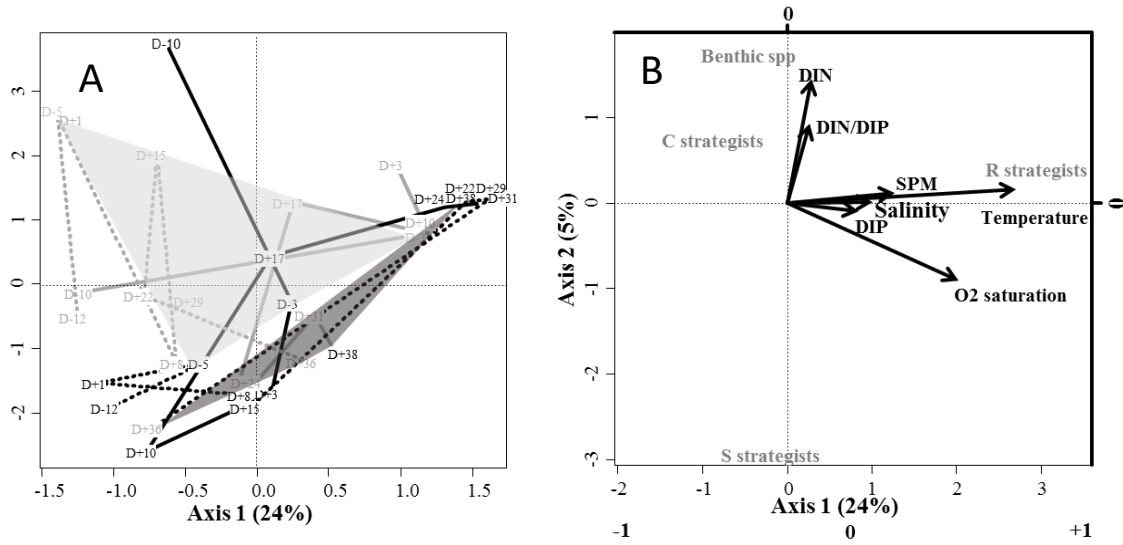 A
D-10
D-5
D+1
D+15
D+3
D+22 D+29
D+24 D+38 D+31
D+17
D+10
D+17
D-10
D+22
D+29
D-3
D-12
D+31
D+38
D+8
D-5
D+36
D+1
D+8
D+3
D-12
D+15
D+36
D+10
3
2
1
0
-1
-2
-1.5
-1.0
-0.5
0.0
0.5
1.0
1.5
Axis 1 (24%)
B
0
Benthic spp
DIN
DIN/DIP
C strategists
R strategists
SPM
Salinity
Temperature
DIP
O2 saturation
S strategists
0
Axis 2 (5%)
1
0
-1
-2
-3
-2
-1
0
1
2
3
Axis 1 (24%)
-1
0
+1